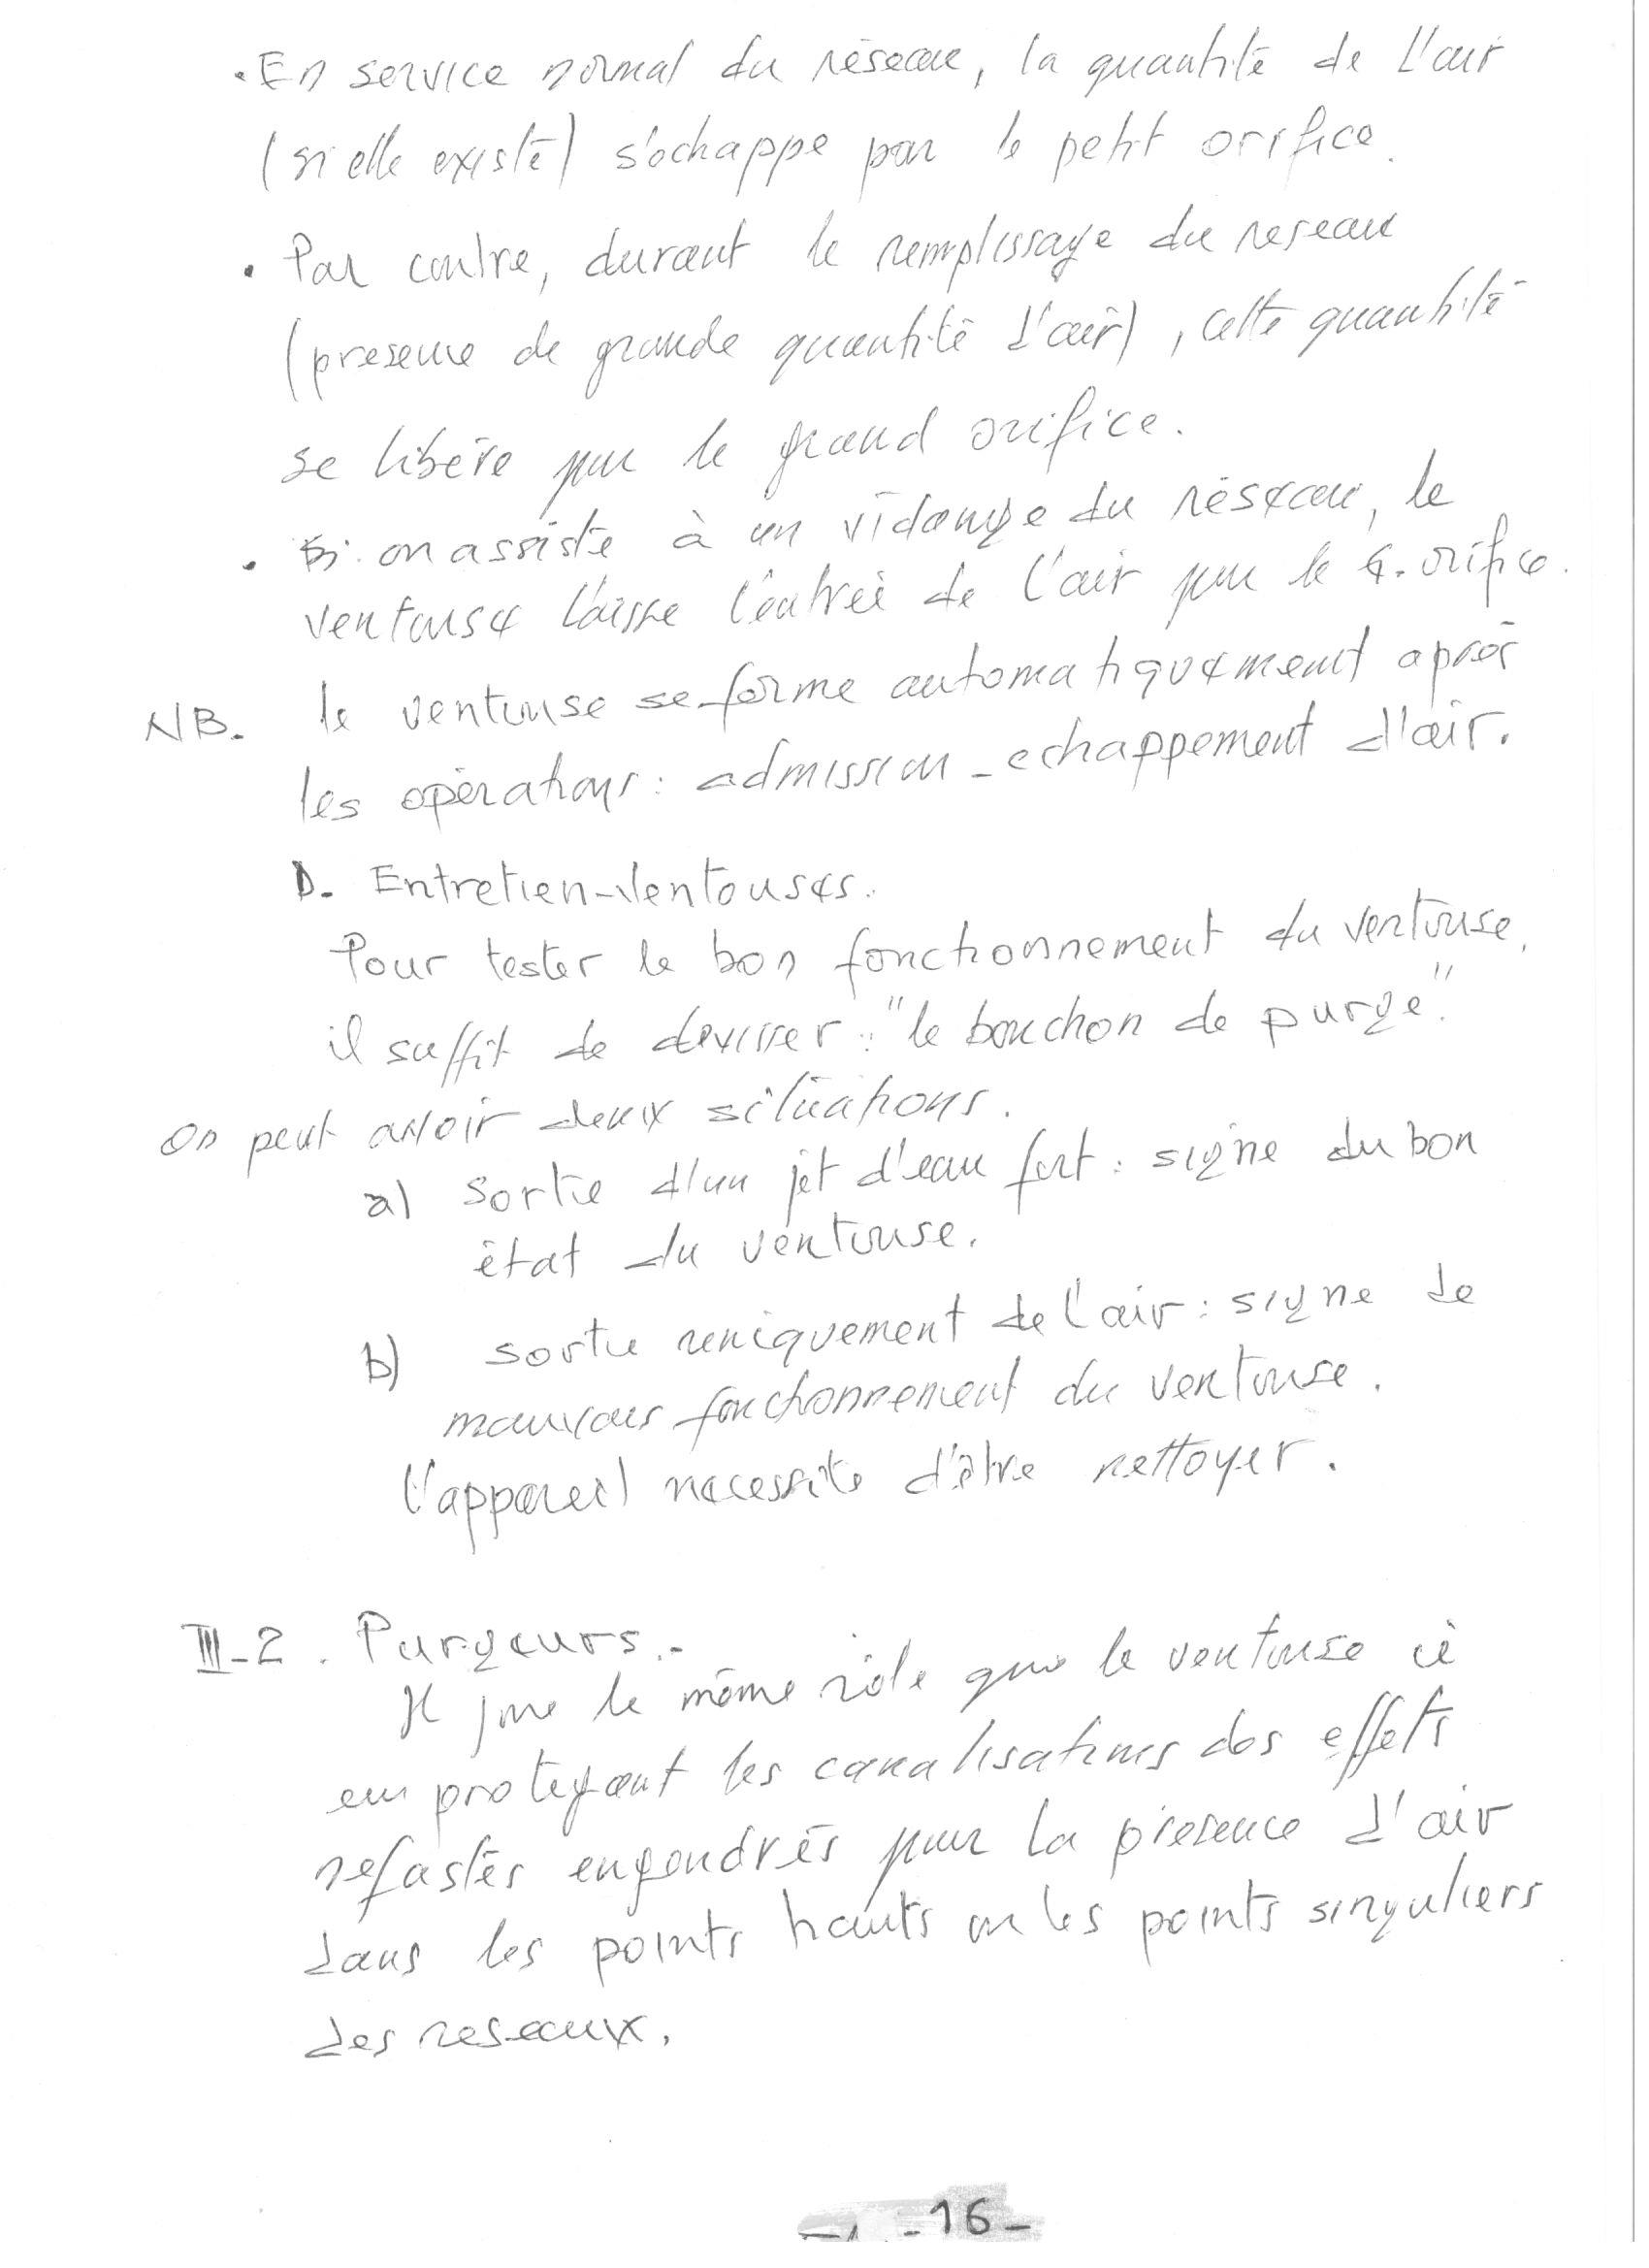 • En service normal du réseau, la quantité de l'air
(si elle existe) s'échappe par le petit orifice.
• Par contre, durant le remplissage du reseau
(presence de grande quantité d'air), cette quantité
se libère par le grand orifice.
• Si on assiste à un vidange du réseau, le
ventouse laisse l'entrée de l'air par le G. orifice.
NB. le ventouse se ferme automatiquement après
les opérations : admission - echappement d'air.
D. Entretien-Ventouses.
Pour tester le bon fonctionnement du ventouse,
il suffit de devisser : "le bouchon de purge".
On peut avoir deux situations.
a) Sortie d'un jet d'eau fort : signe du bon
état du ventouse.
b) sortie uniquement de l'air : signe de
mauvais fonctionnement du ventouse.
l'appareil necessite d'être nettoyer.
III-2. Purgeurs.-
Il joue le même rôle que le ventouse
en protegeant les canalisations des effets
nefastes engendrés par la présence d'air
dans les points hauts ou les points singuliers
des reseaux.
- 16 -